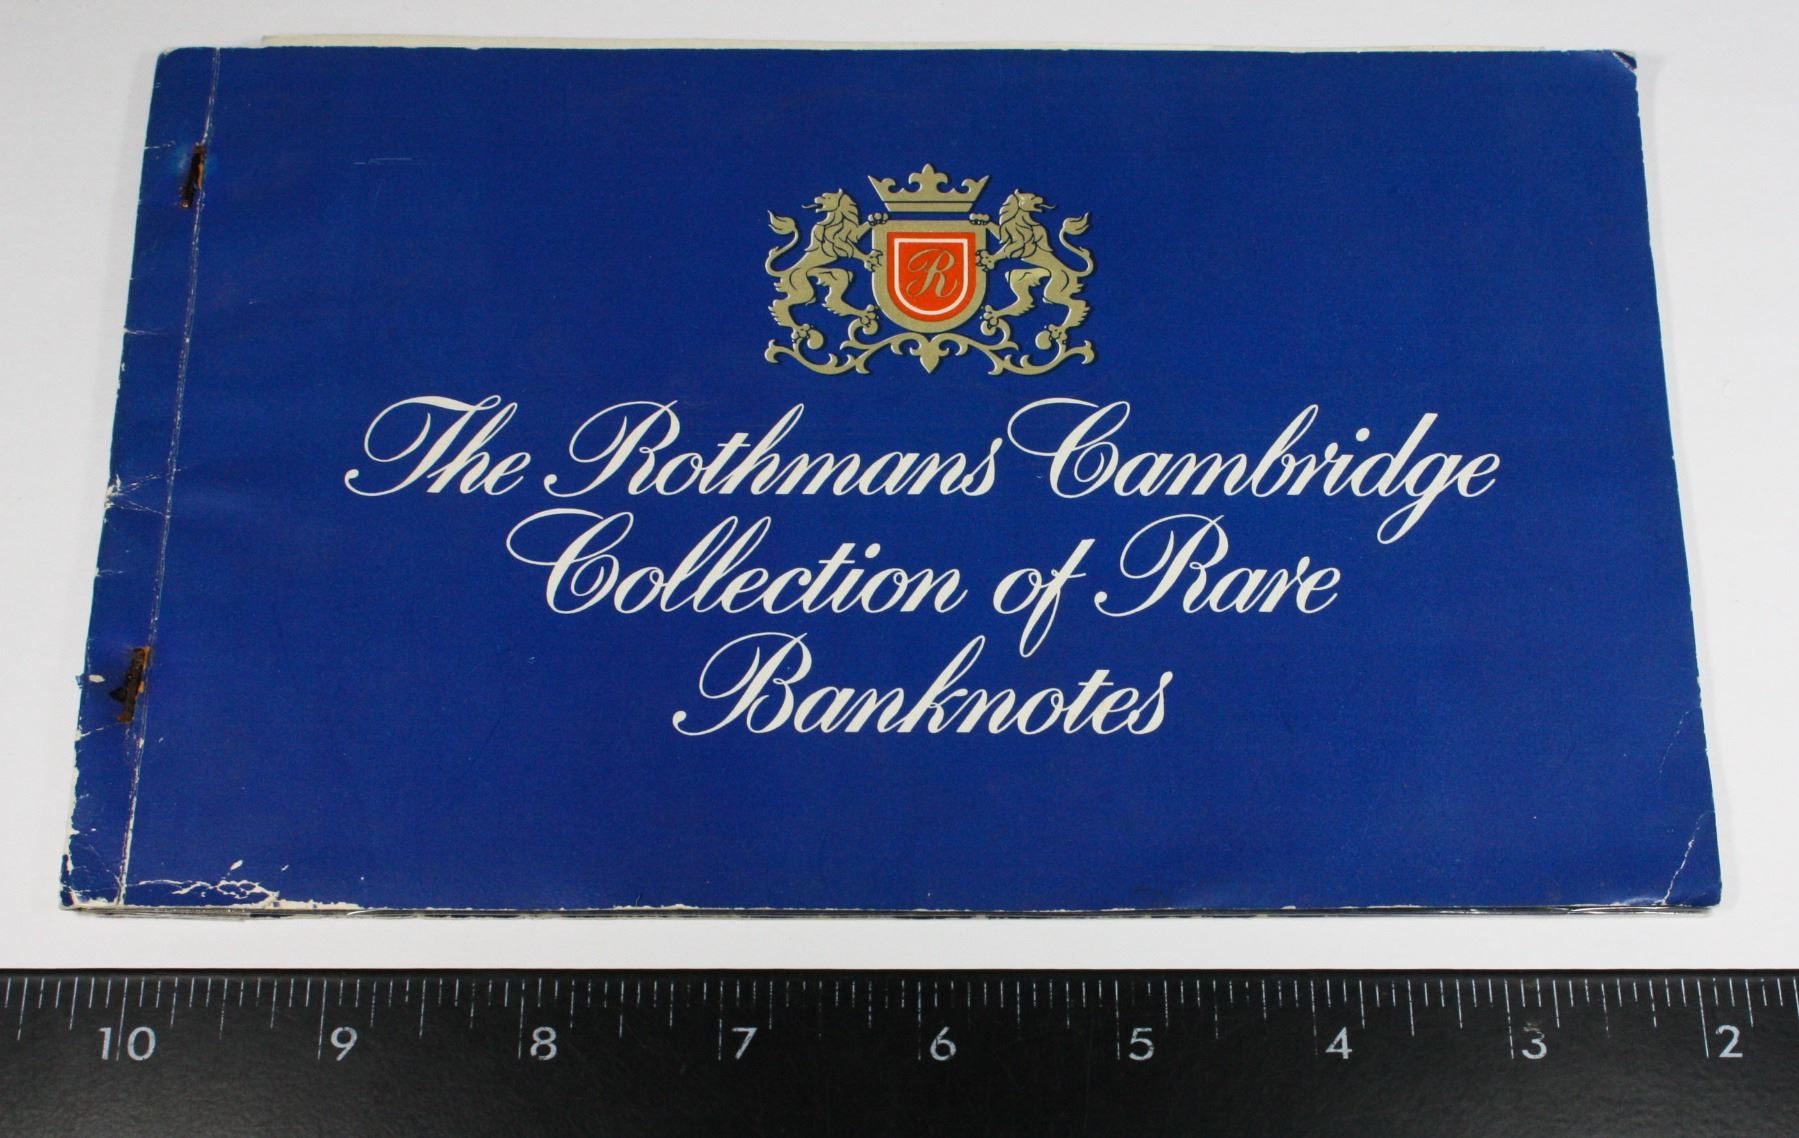 R
The Rothmans Cambridge
Collection of Rare
Banknotes
10 9 8 7 6 5 4 3 2